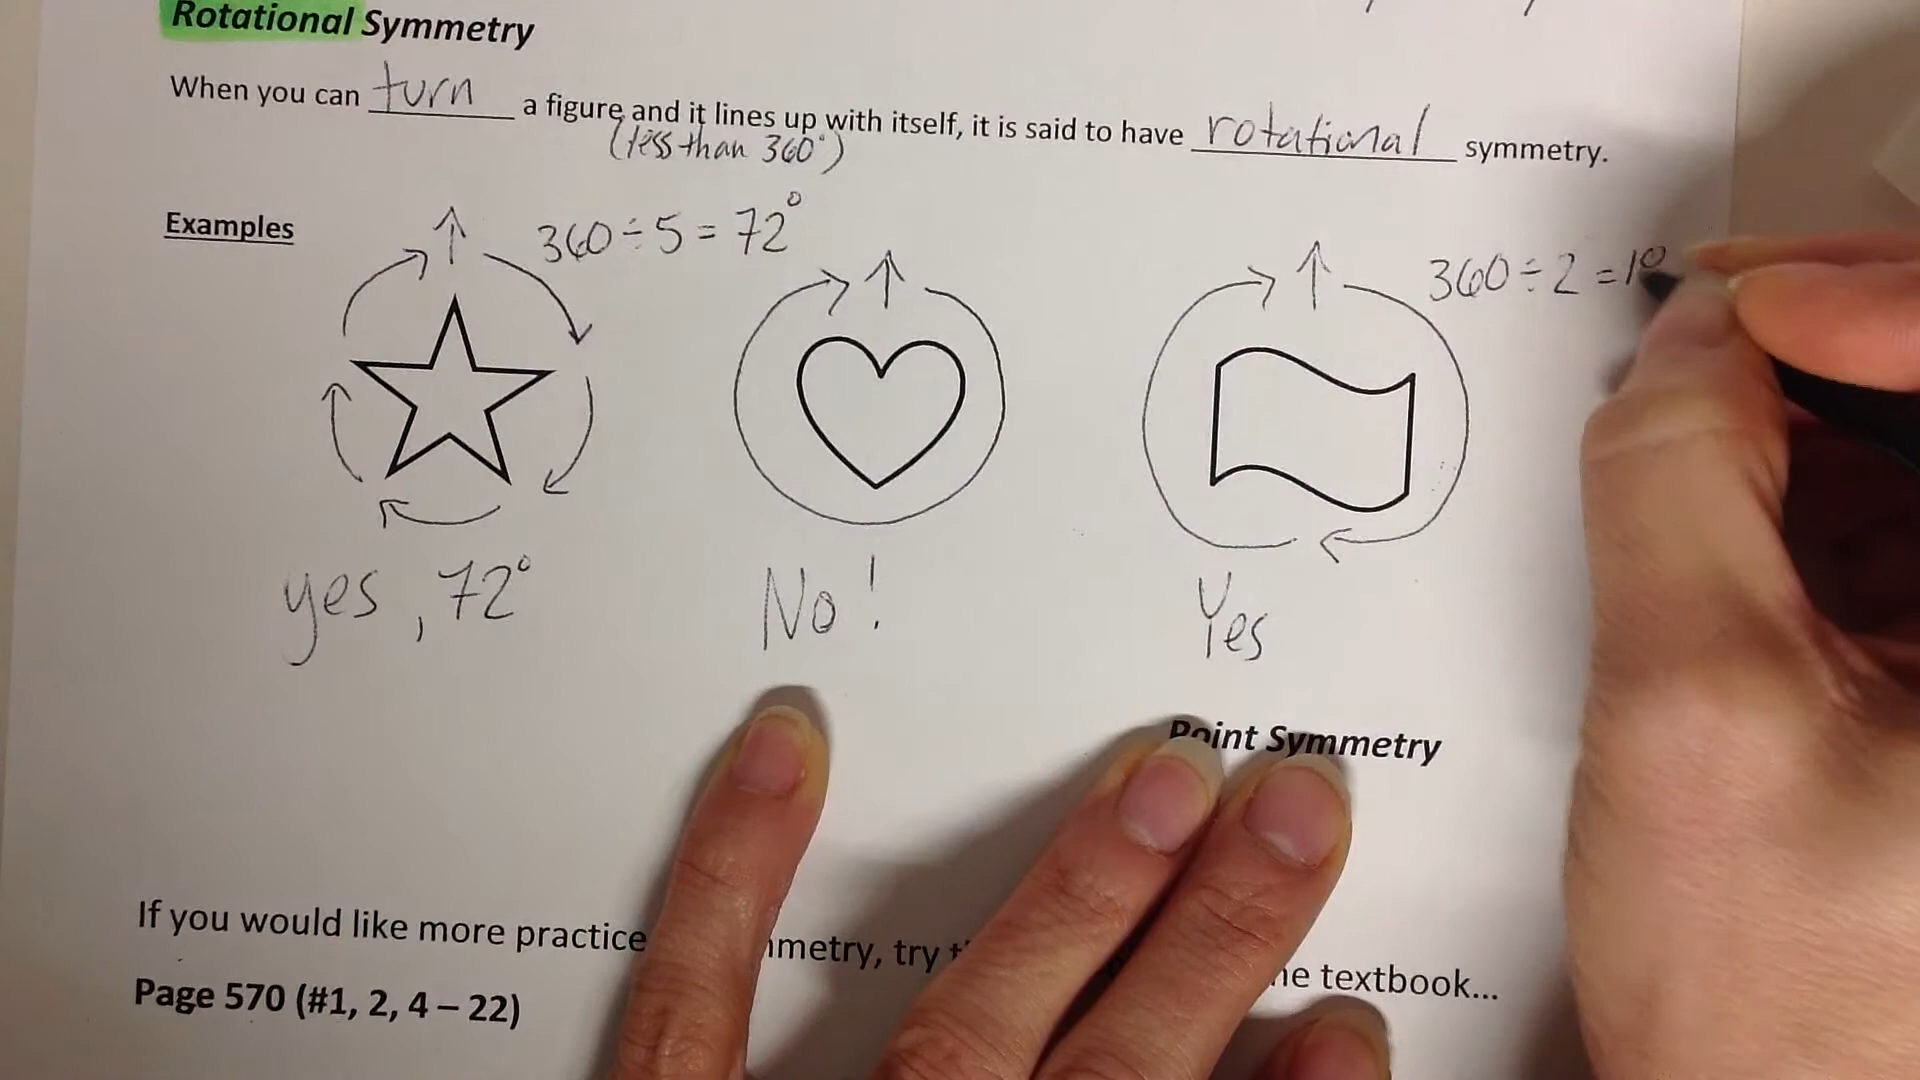 Rotational Symmetry
When you can turn a figure and it lines up with itself, it is said to have rotational symmetry.
(less than 360°)
Examples
360 ÷ 5 = 72°
360 ÷ 2 = 18
yes, 72°
No!
Yes
Point Symmetry
If you would like more practice mmetry, try textbook...
Page 570 (#1, 2, 4 – 22)